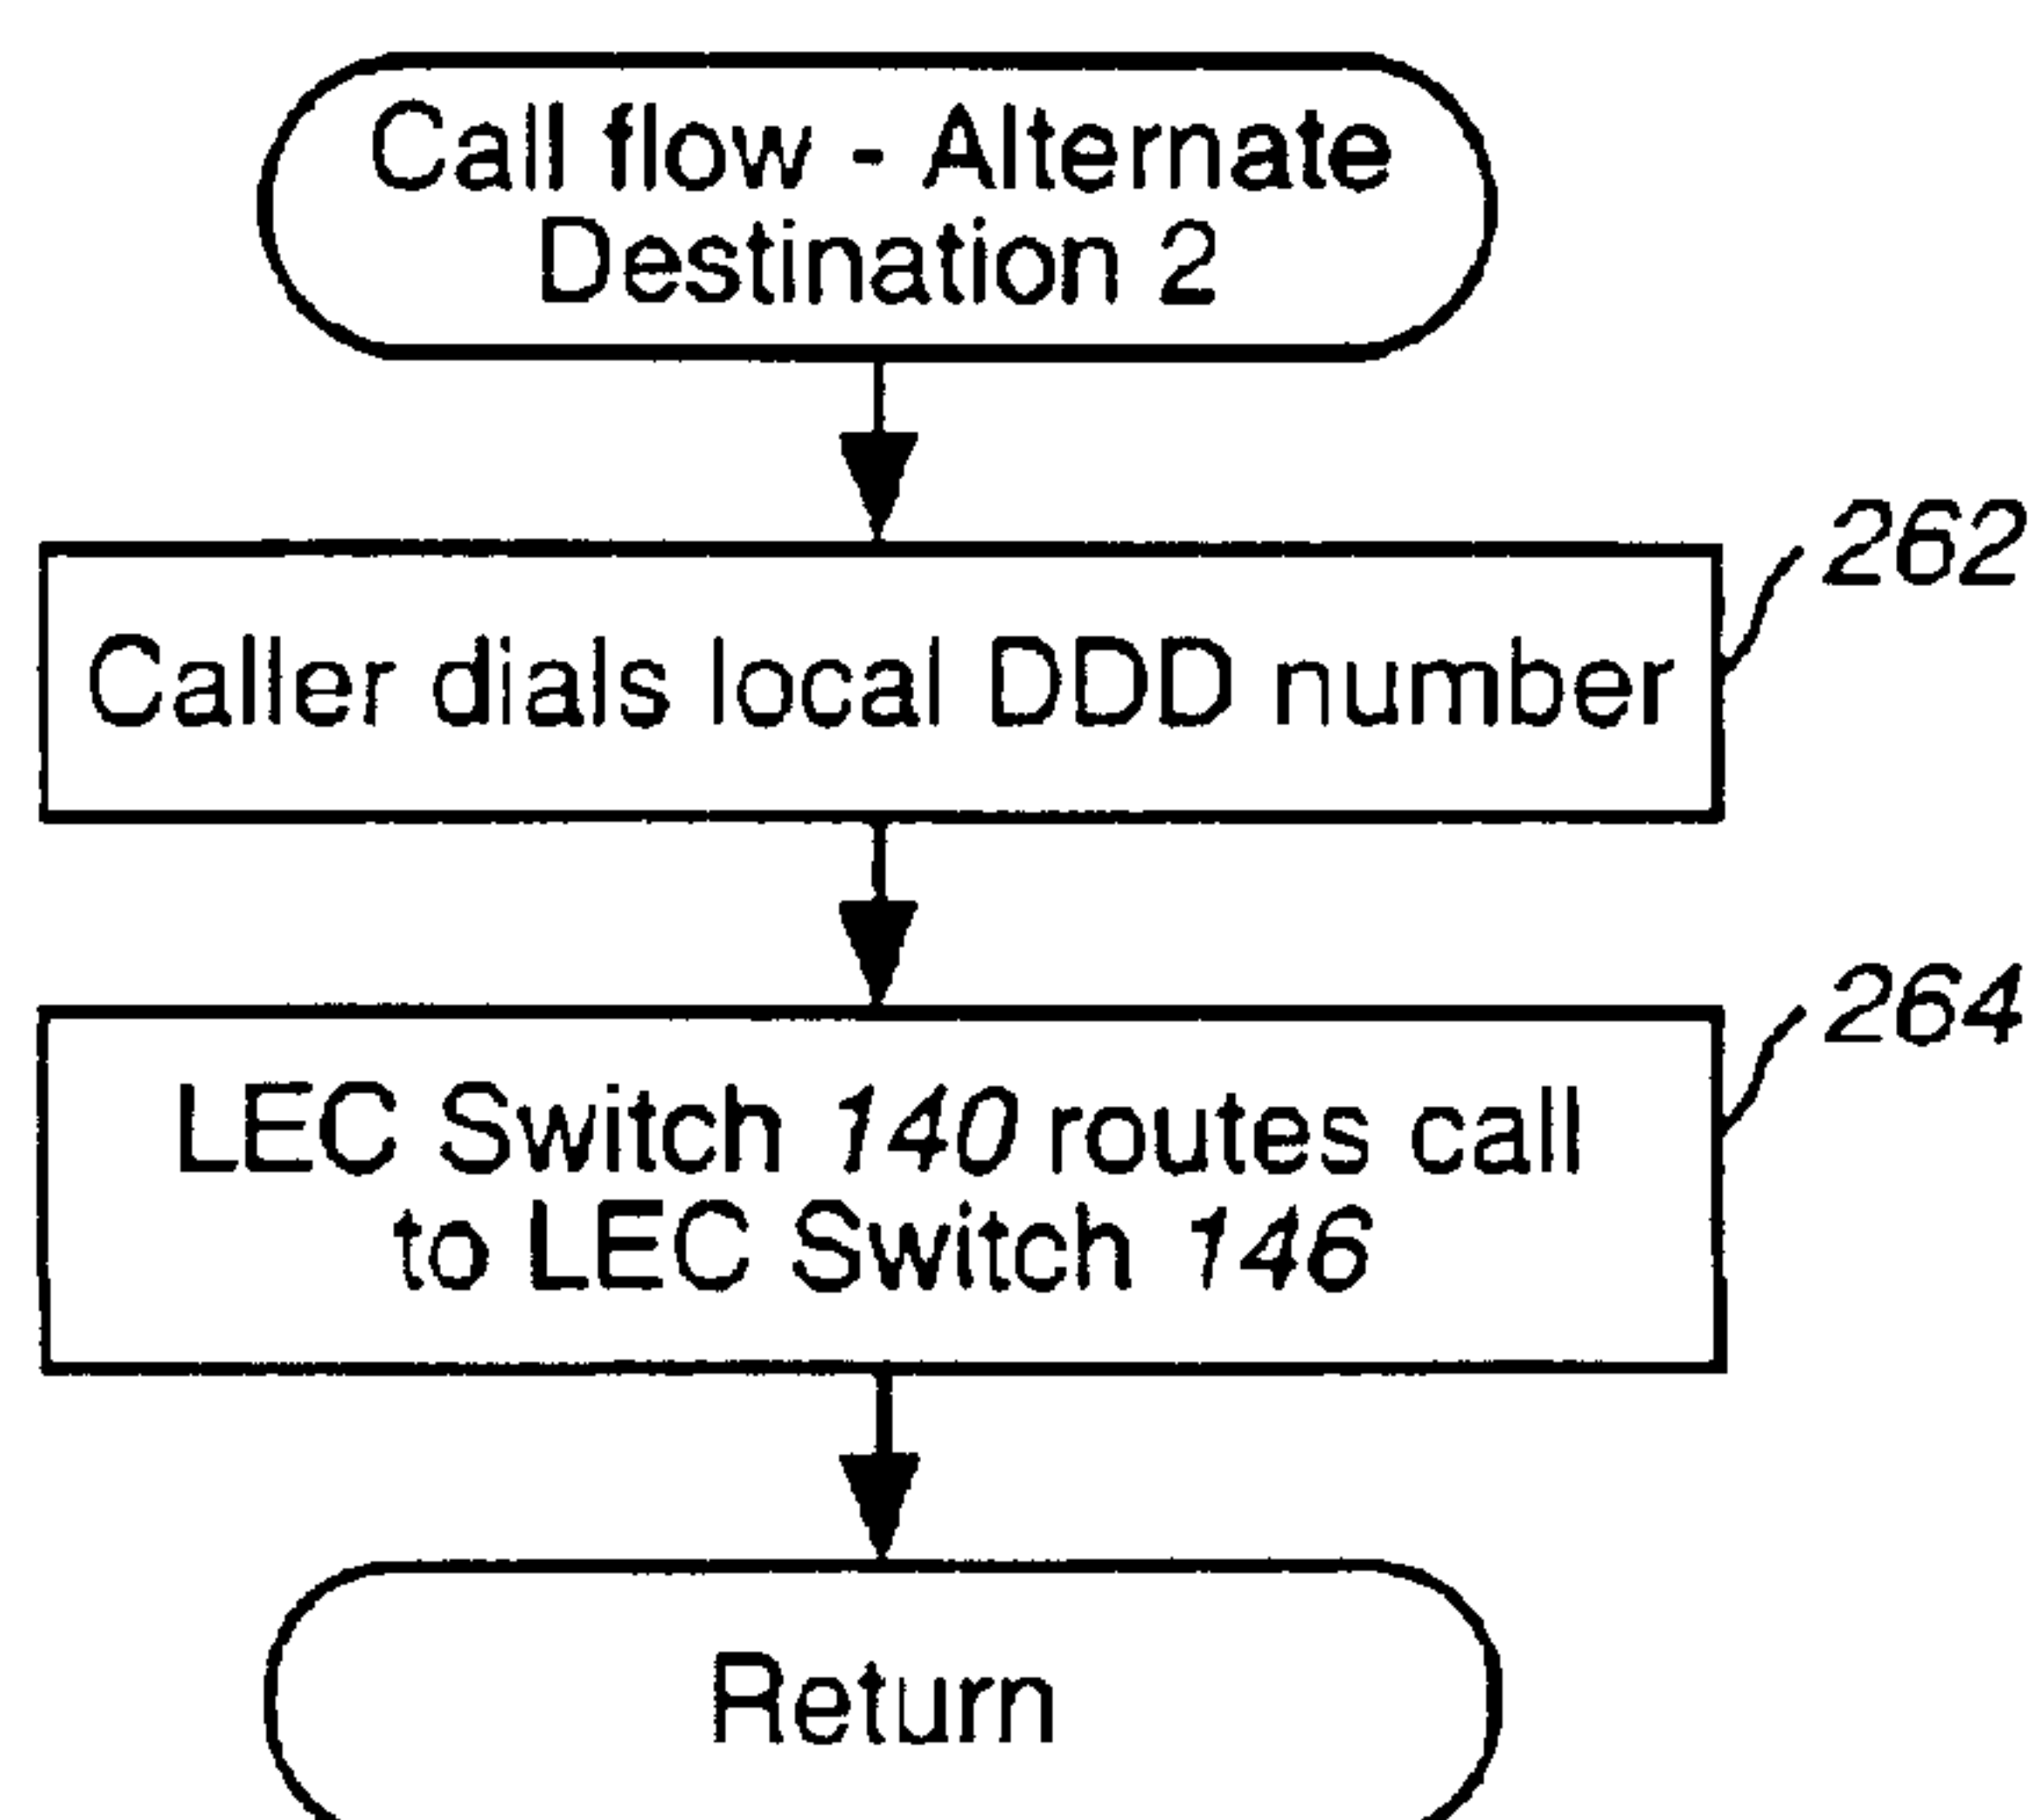 Call flow - Alternate
Destination 2
262
Caller dials local DDD number
264
LEC Switch 140 routes call
to LEC Switch 146
Return